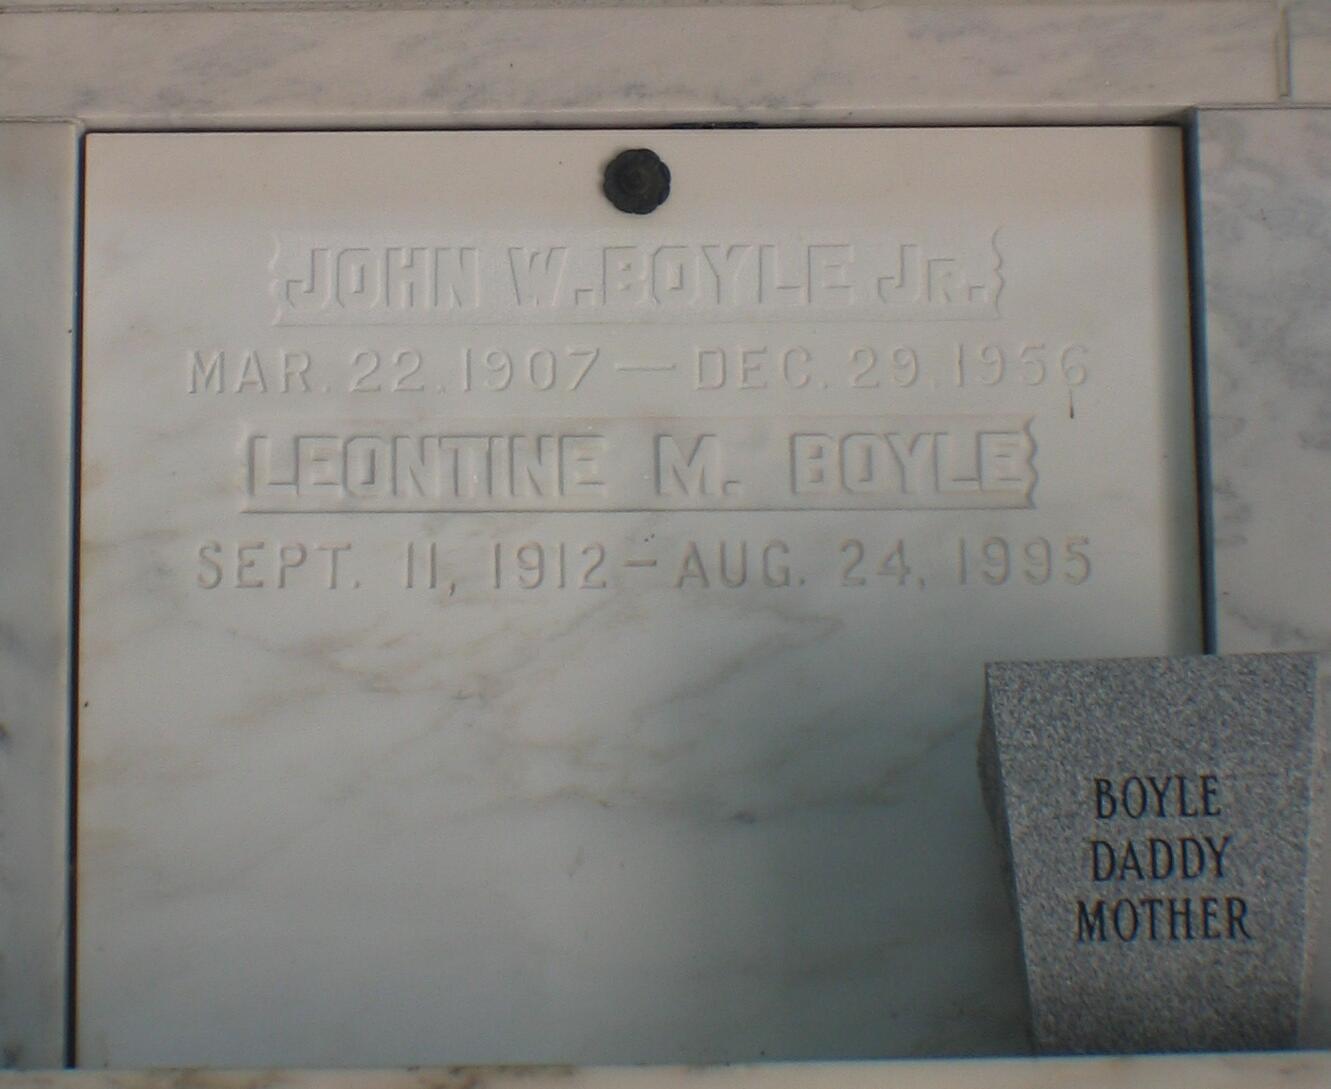 JOHN W. BOYLE JR.
MAR. 22. 1907 — DEC. 29. 1956
LEONTINE M. BOYLE
SEPT. 11, 1912 – AUG. 24, 1995
BOYLE
DADDY
MOTHER